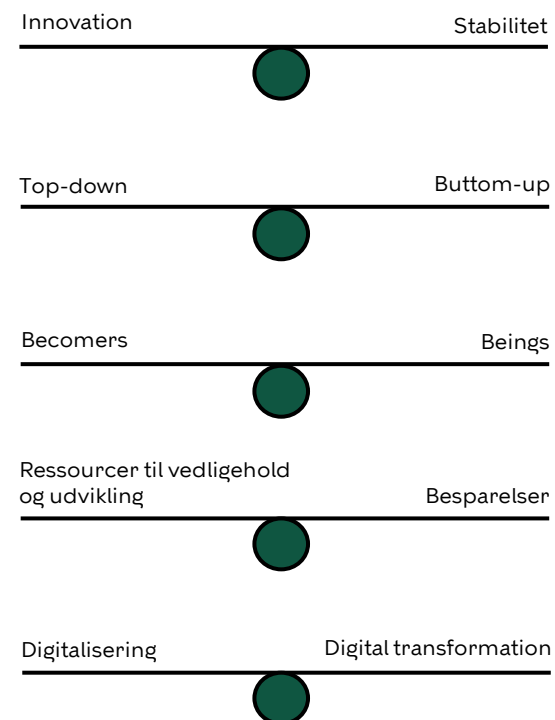 Innovation
Stabilitet
Top-down
Buttom-up
Becomers
Beings
Ressourcer til vedligehold
og udvikling
Besparelser
Digitalisering
Digital transformation